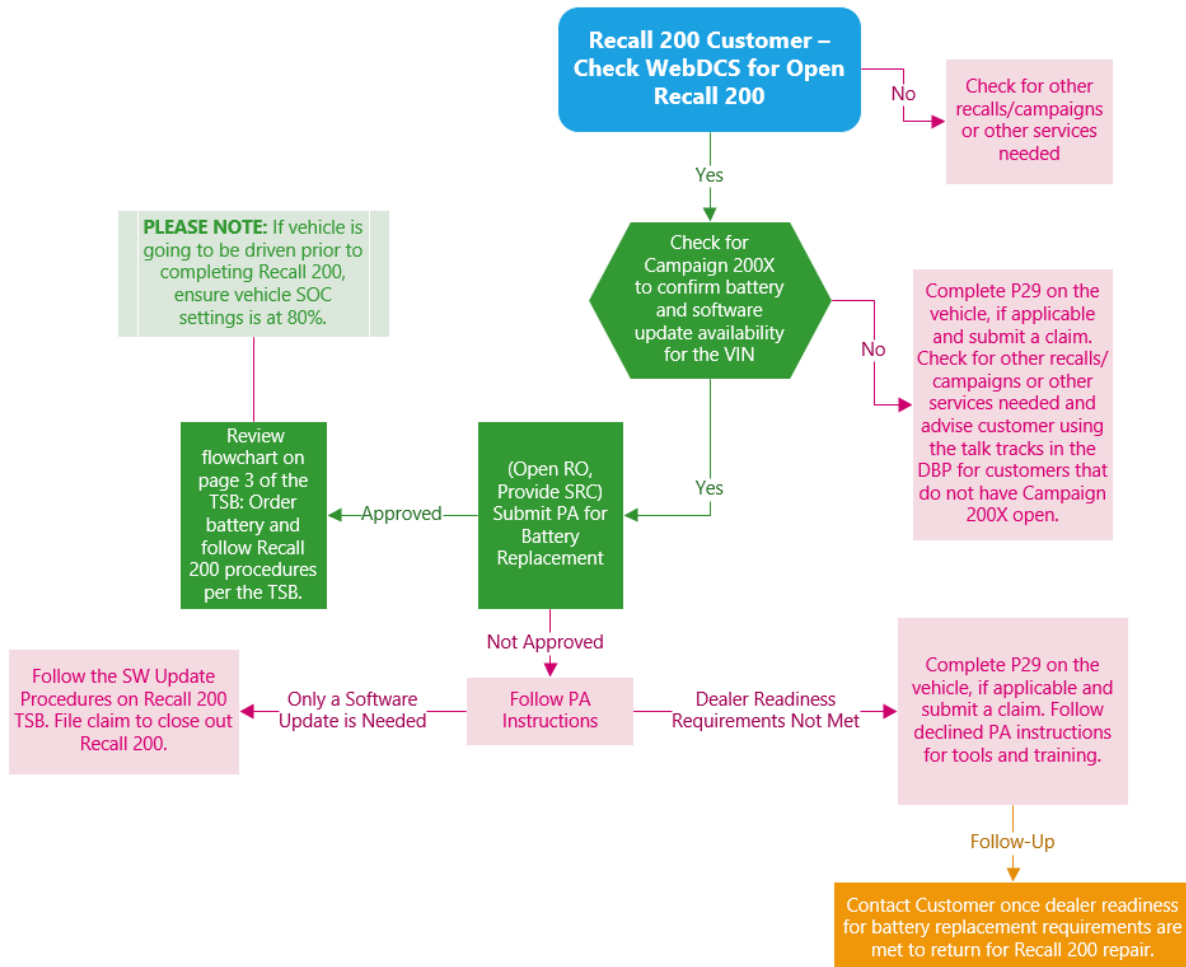 Recall 200 Customer –
Check WebDCS for Open
Recall 200
No
Check for other
recalls/campaigns
or other services
needed
Yes
PLEASE NOTE: If vehicle is
going to be driven prior to
completing Recall 200,
ensure vehicle SOC
settings is at 80%.
Check for
Campaign 200X
to confirm battery
and software
update availability
for the VIN
No
Complete P29 on the
vehicle, if applicable
and submit a claim.
Check for other recalls/
campaigns or other
services needed and
advise customer using
the talk tracks in the
DBP for customers that
do not have Campaign
200X open.
Yes
(Open RO,
Provide SRC)
Submit PA for
Battery
Replacement
Approved
Review
flowchart on
page 3 of the
TSB: Order
battery and
follow Recall
200 procedures
per the TSB.
Not Approved
Follow PA
Instructions
Only a Software
Update is Needed
Follow the SW Update
Procedures on Recall 200
TSB. File claim to close out
Recall 200.
Dealer Readiness
Requirements Not Met
Complete P29 on the
vehicle, if applicable and
submit a claim. Follow
declined PA instructions
for tools and training.
Follow-Up
Contact Customer once dealer readiness
for battery replacement requirements are
met to return for Recall 200 repair.